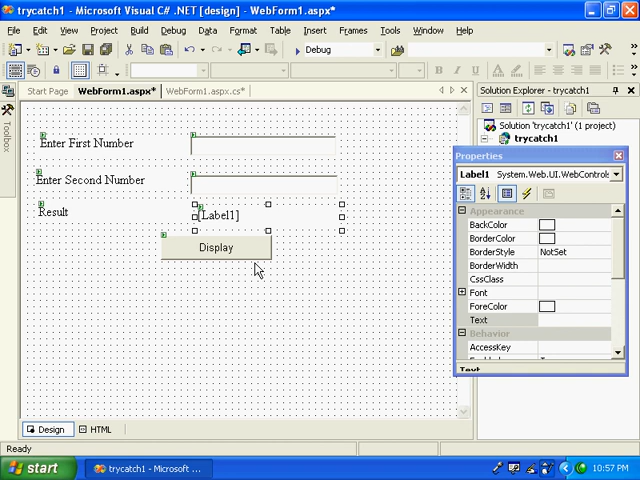 trycatch1 - Microsoft Visual C# .NET [design] - WebForm1.aspx*
File Edit View Project Build Debug Data Format Table Insert Frames Tools Window Help
Debug
Start Page WebForm1.aspx* WebForm1.aspx.cs*
Solution Explorer - trycatch1
Toolbox
Solution 'trycatch1' (1 project)
trycatch1
Enter First Number
Enter Second Number
Result
[Label1]
Display
Properties
Label1 System.Web.UI.WebControls
Appearance
BackColor
BorderColor
BorderStyle NotSet
BorderWidth
CssClass
Font
ForeColor
Text
Behavior
AccessKey
Text
Design HTML
Ready
start
trycatch1 - Microsoft ...
10:57 PM